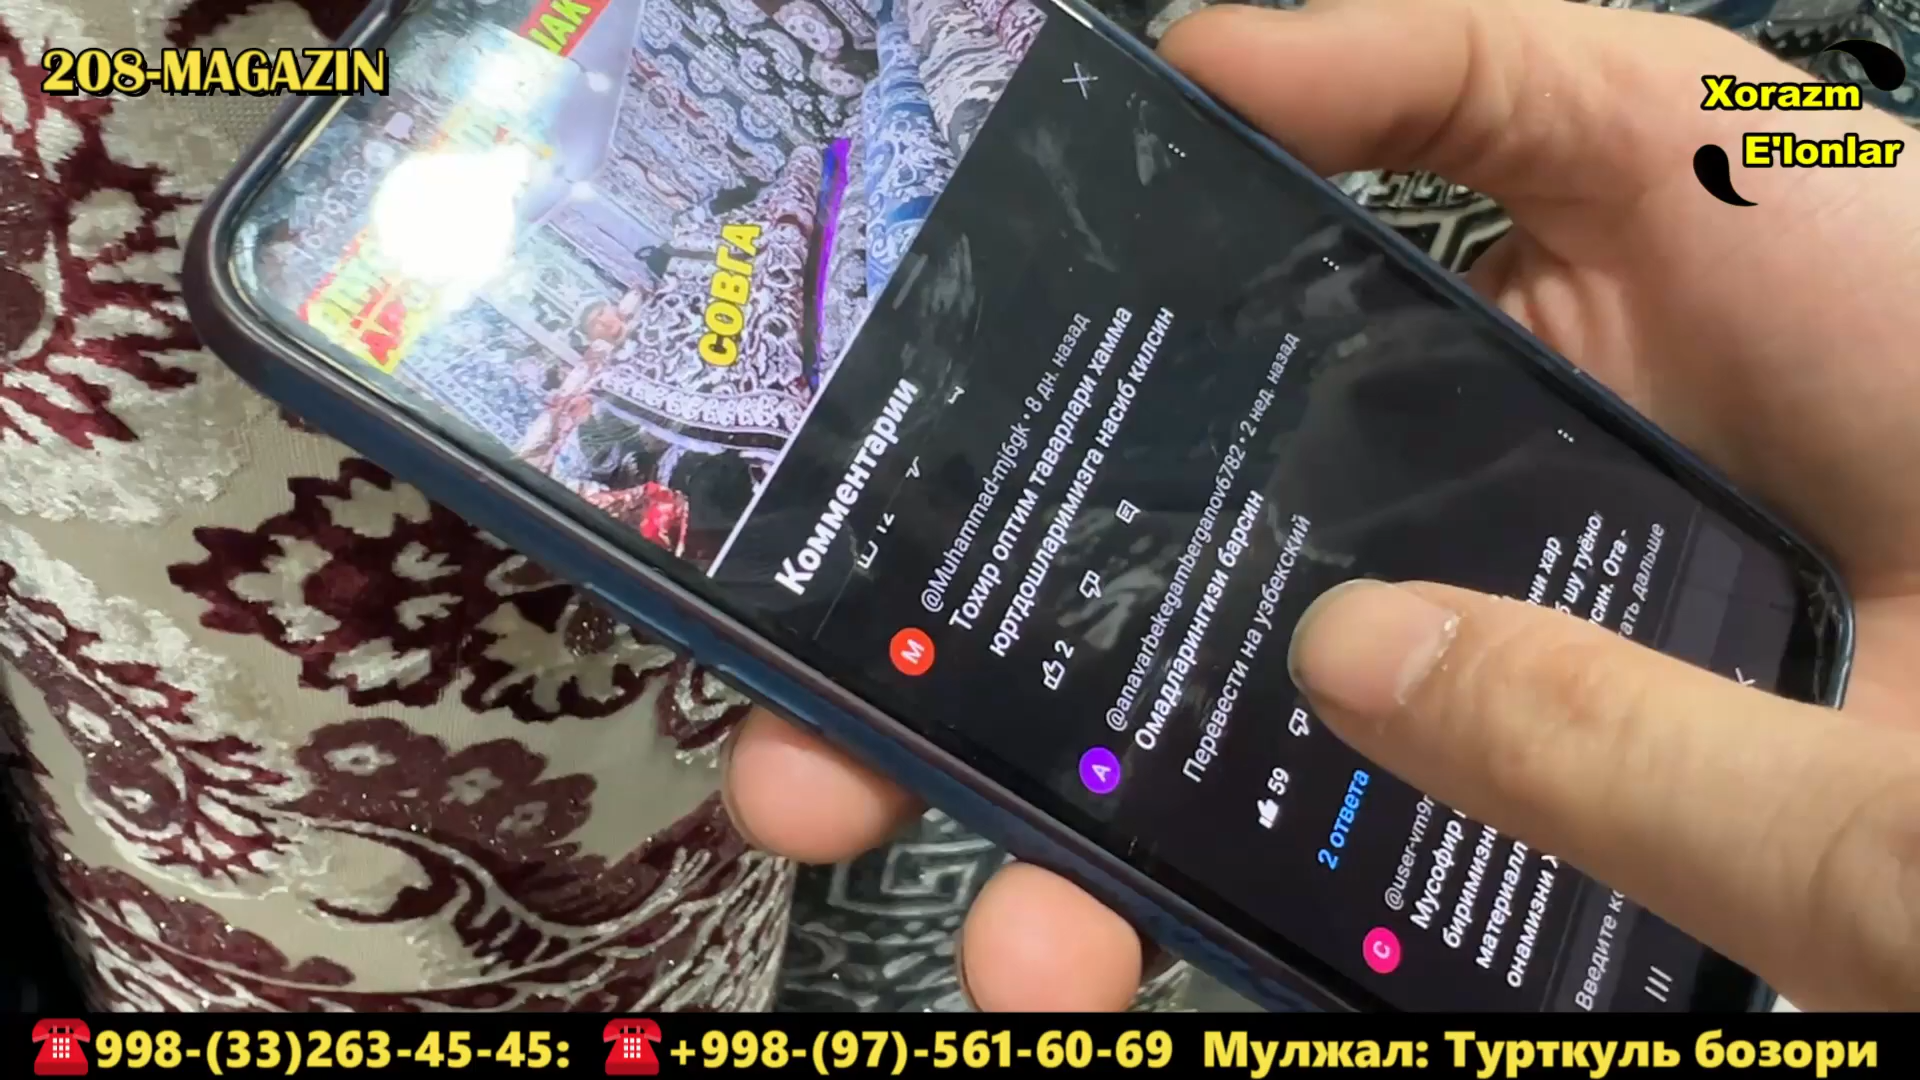 208-MAGAZIN
Xorazm
E'lonlar
СОВГА
Комментарии
@Muhammad-mj6gk • 8 дн. назад
Тохир оптим таварлари хамма
юртдошларимизга насиб килсин
2
@anavarbekegamberganov6782 • 2 нед. назад
Омадларингизи барсин
Перевести на узбекский
59
2 ответа
Мусофир
онамизни
Введите
998-(33)263-45-45: +998-(97)-561-60-69 Мулжал: Турткуль бозори